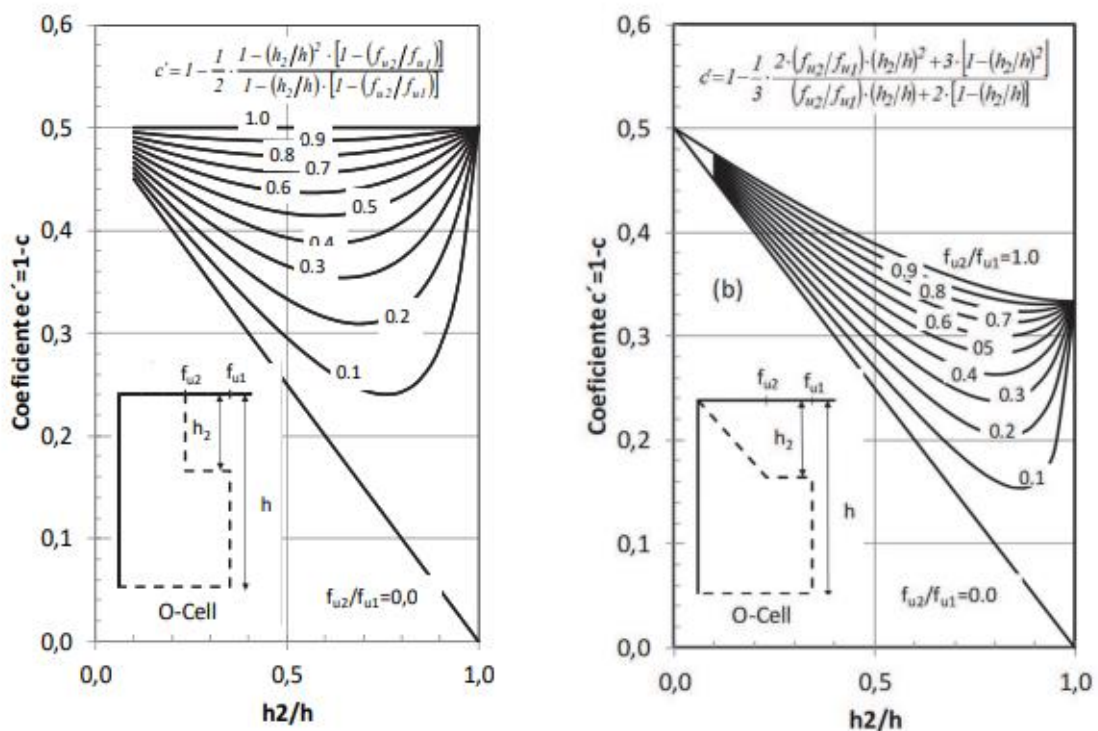 0,6
c' = 1 - 1/2 · (1-(h2/h)² · [1-(fu2/fu1)]) / (1-(h2/h) · [1-(fu2/fu1)])
0,5
1.0
0.9
0.8
0.7
0.6
0.5
0,4
0.4
0.3
0.2
0,3
0.1
0,2
0,1
0,0
Coeficiente c´=1-c
fu2
fu1
h2
h
O-Cell
fu2/fu1=0,0
0,0
0,5
1,0
h2/h
0,6
c' = 1 - 1/3 · (2·(fu2/fu1)·(h2/h)² + 3·[1-(h2/h)²]) / ((fu2/fu1)·(h2/h) + 2·[1-(h2/h)])
0,5
0,4
fu2/fu1=1.0
0.9
0.8
(b)
0.7
0.6
05
0,3
0.4
0.3
0.2
0,2
0.1
0,1
0,0
Coeficiente c´=1-c
fu2
fu1
h2
h
O-Cell
fu2/fu1=0.0
0,0
0,5
1,0
h2/h